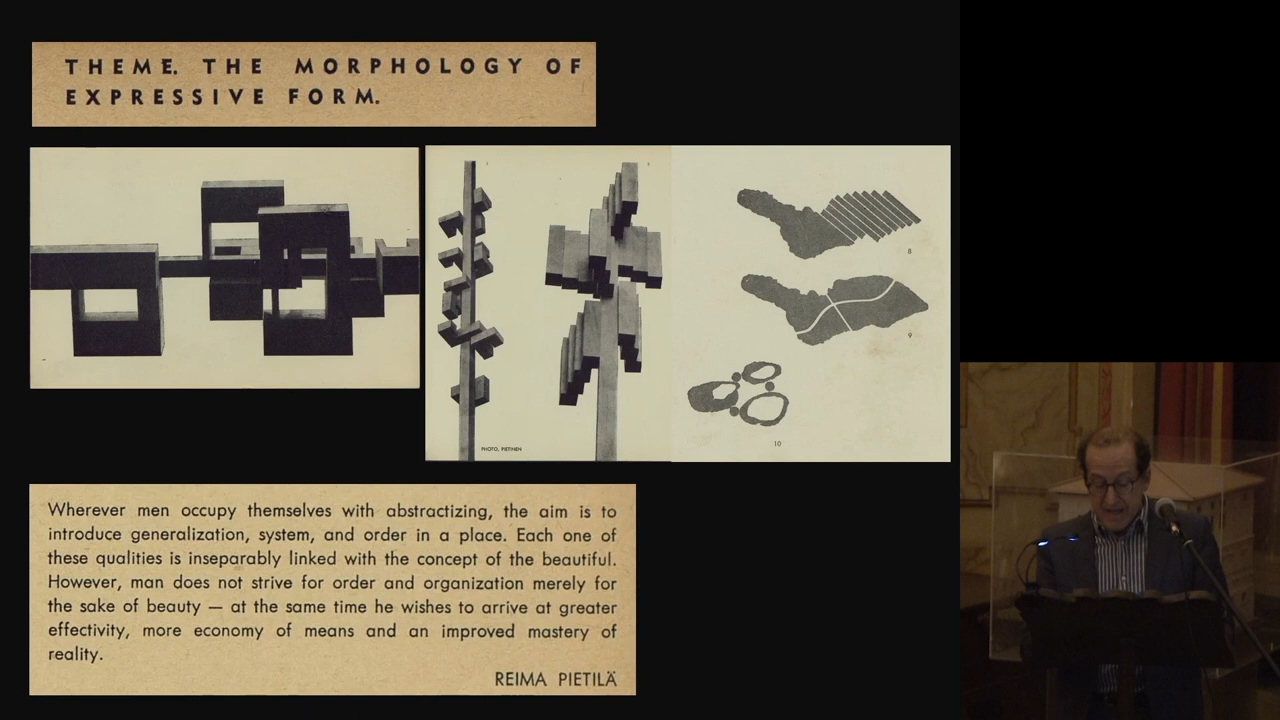 THEME. THE MORPHOLOGY OF
EXPRESSIVE FORM.
8
9
10
PHOTO, PIETINEN
Wherever men occupy themselves with abstractizing, the aim is to
introduce generalization, system, and order in a place. Each one of
these qualities is inseparably linked with the concept of the beautiful.
However, man does not strive for order and organization merely for
the sake of beauty — at the same time he wishes to arrive at greater
effectivity, more economy of means and an improved mastery of
reality.
REIMA PIETILÄ